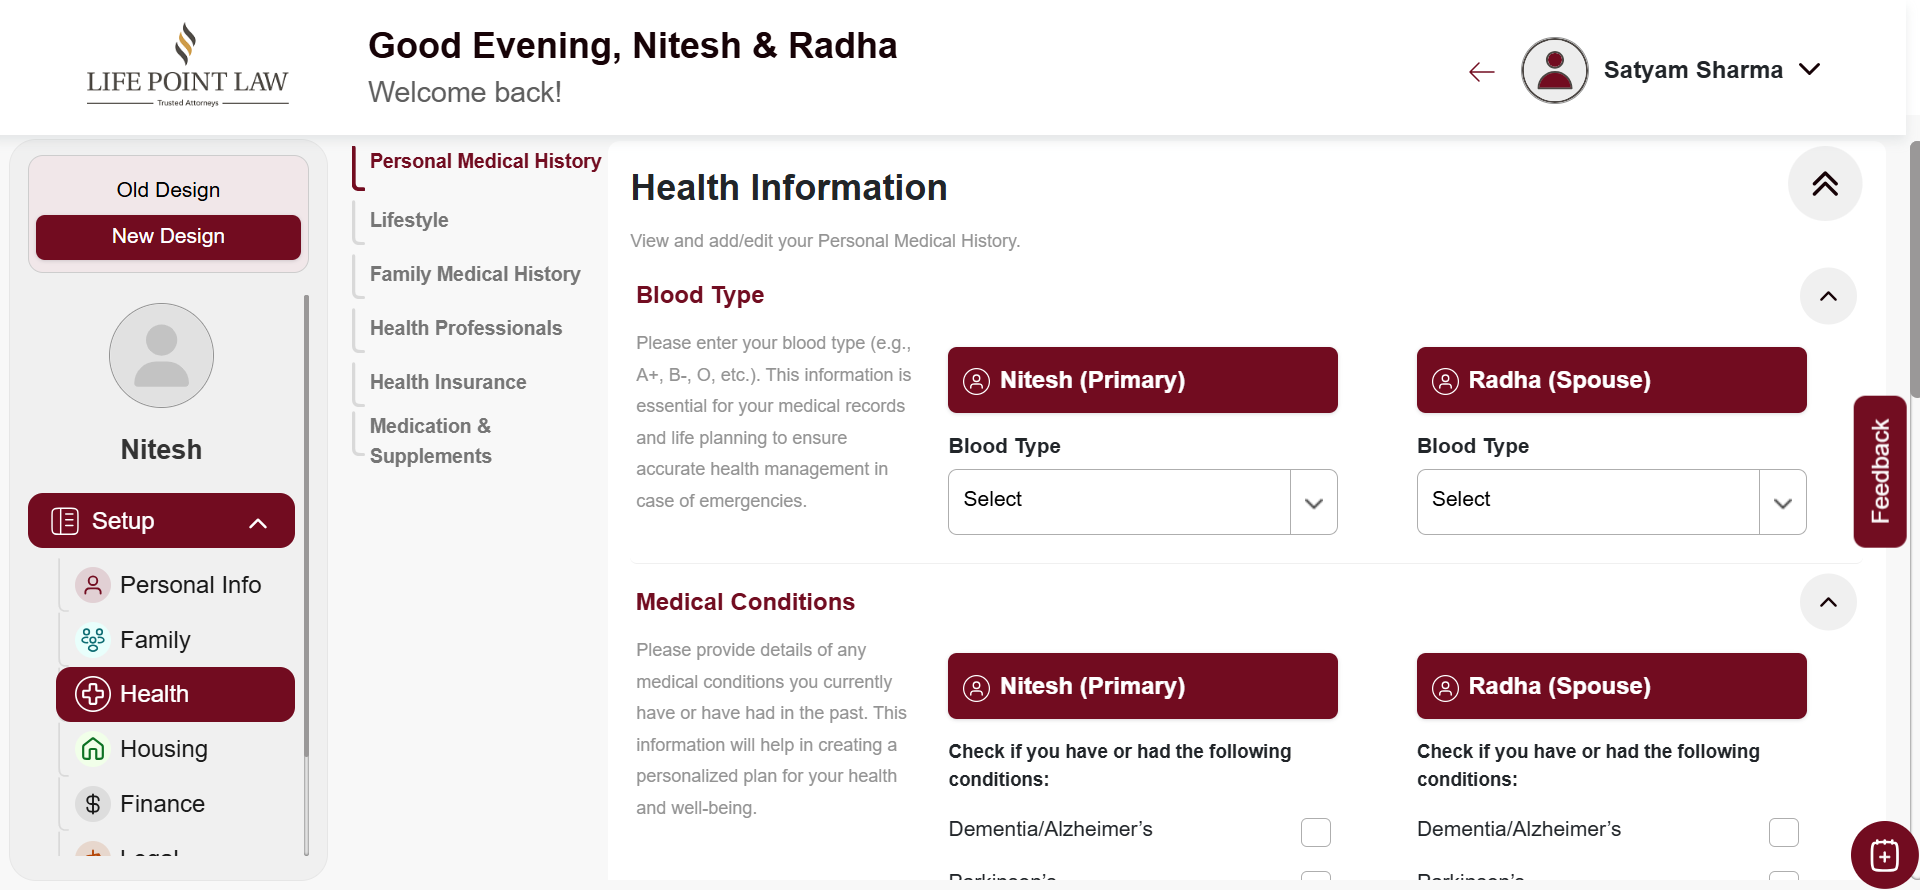 LIFE POINT LAW
Trusted Attorneys
Good Evening, Nitesh & Radha
Welcome back!
Satyam Sharma
Old Design
New Design
Nitesh
Setup
Personal Info
Family
Health
Housing
Finance
Legal
Personal Medical History
Lifestyle
Family Medical History
Health Professionals
Health Insurance
Medication &
Supplements
Health Information
View and add/edit your Personal Medical History.
Blood Type
Please enter your blood type (e.g.,
A+, B-, O, etc.). This information is
essential for your medical records
and life planning to ensure
accurate health management in
case of emergencies.
Nitesh (Primary)
Blood Type
Select
Radha (Spouse)
Blood Type
Select
Medical Conditions
Please provide details of any
medical conditions you currently
have or have had in the past. This
information will help in creating a
personalized plan for your health
and well-being.
Nitesh (Primary)
Check if you have or had the following
conditions:
Dementia/Alzheimer’s
Parkinson’s
Radha (Spouse)
Check if you have or had the following
conditions:
Dementia/Alzheimer’s
Parkinson’s
Feedback